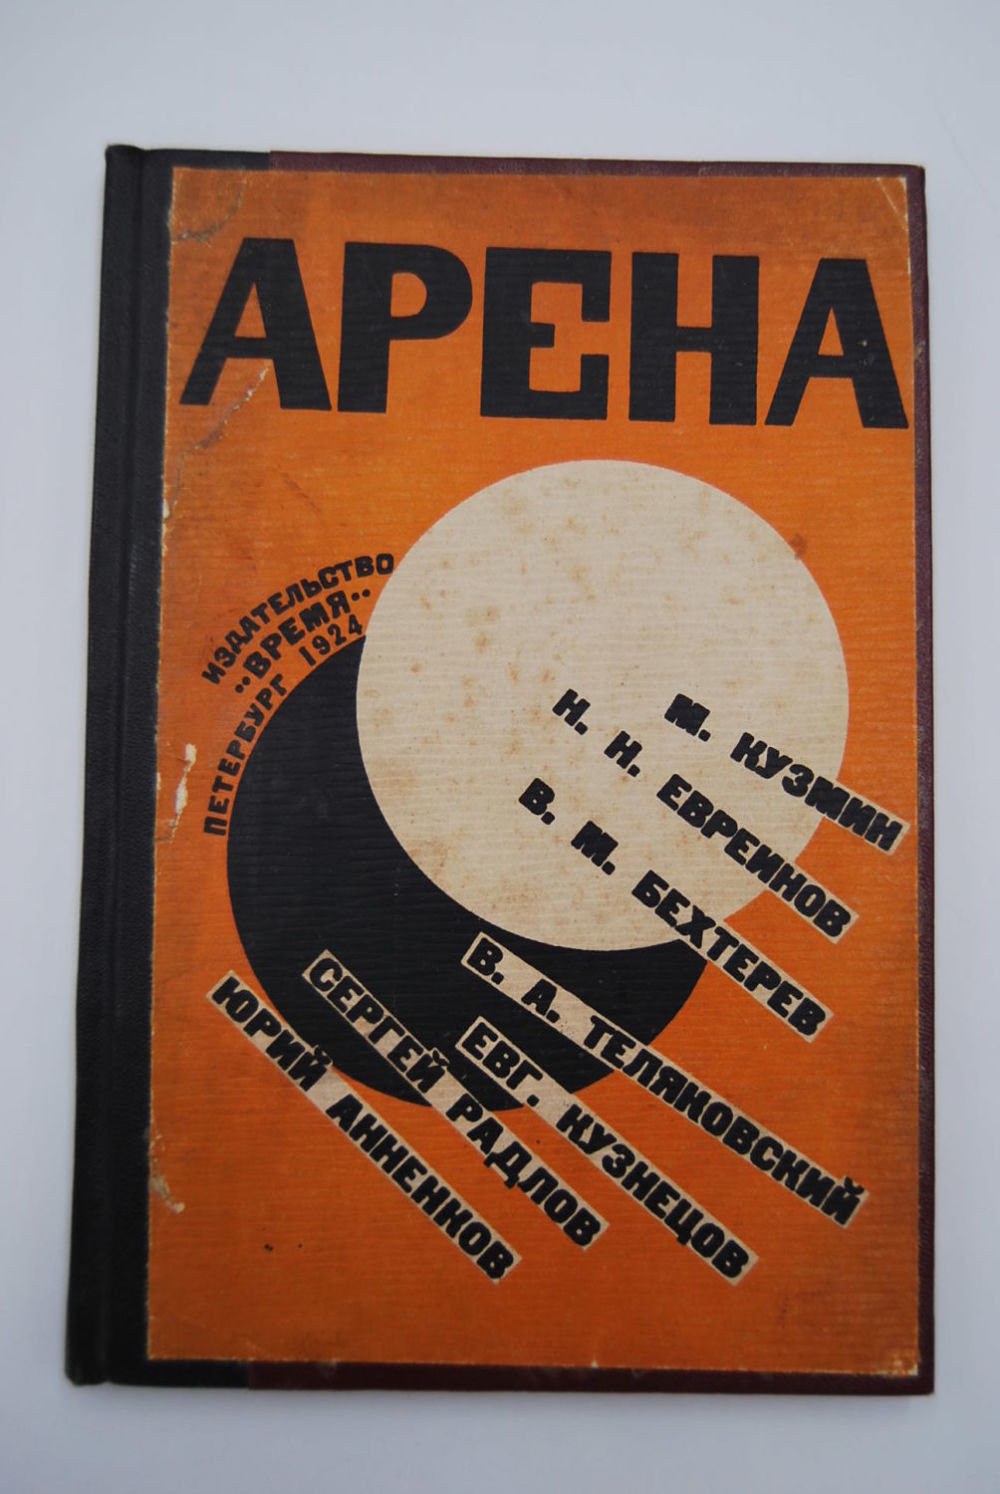 АРЕНА
ИЗДАТЕЛЬСТВО
„ВРЕМЯ„
ПЕТЕРБУРГ 1924
М. КУЗМИН
Н. Н. ЕВРЕИНОВ
В. М. БЕХТЕРЕВ
В. А. ТЕЛЯКОВСКИЙ
ЕВГ. КУЗНЕЦОВ
СЕРГЕЙ РАДЛОВ
ЮРИЙ АННЕНКОВ